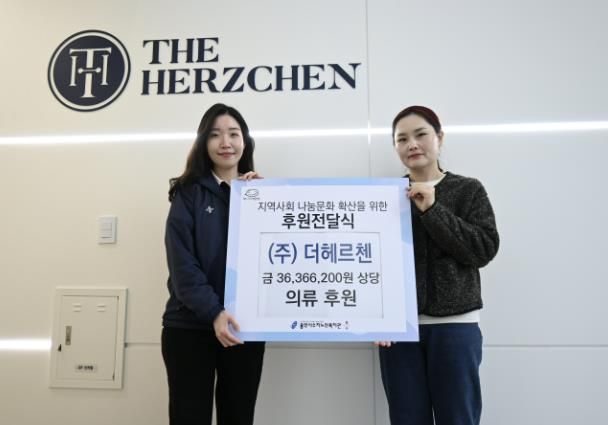 THE
HERZCHEN
지역사회 나눔문화 확산을 위한
후원전달식
(주) 더헤르첸
금 36,366,200원 상당
의류 후원